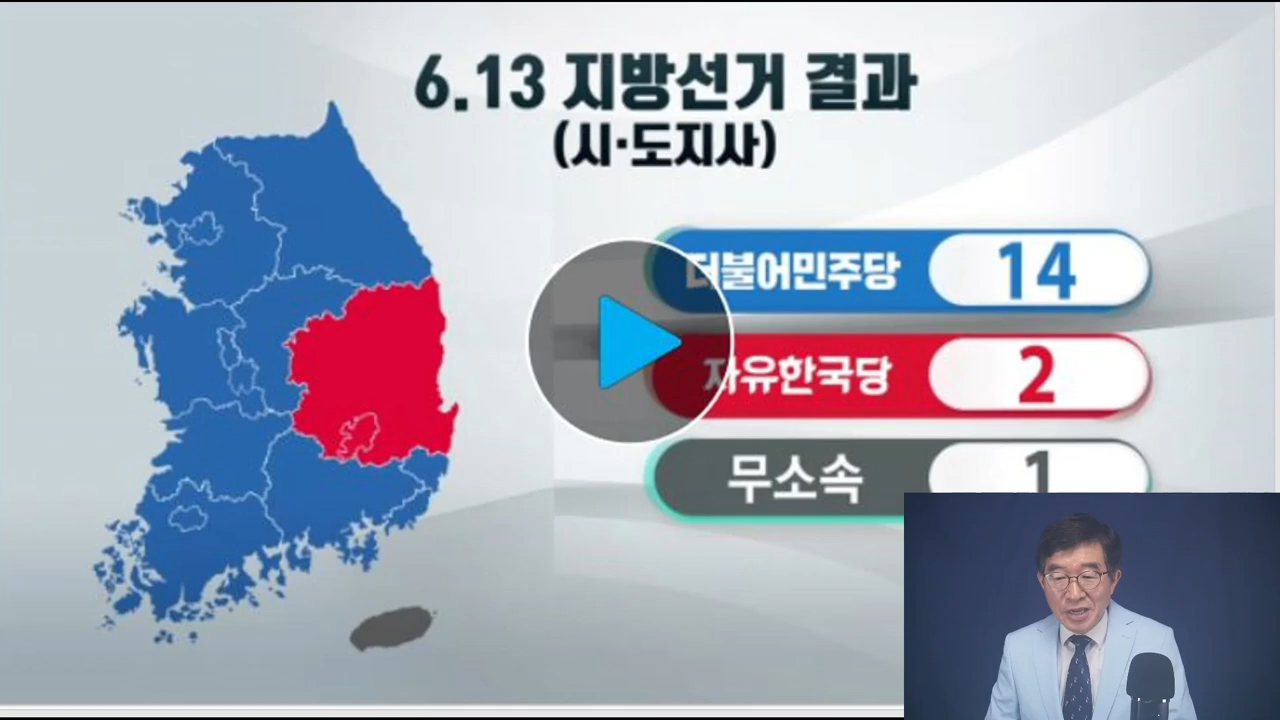 6.13 지방선거 결과
(시·도지사)
더불어민주당 14
자유한국당 2
무소속 1